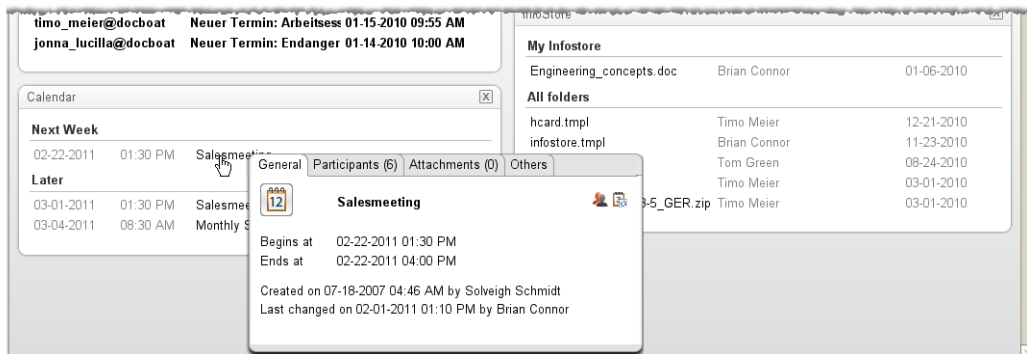 timo_meier@docboat Neuer Termin: Arbeitsess 01-15-2010 09:55 AM
jonna_lucilla@docboat Neuer Termin: Endanger 01-14-2010 10:00 AM
Calendar
Next Week
02-22-2011 01:30 PM Salesmeeting
Later
03-01-2011 01:30 PM Salesmee
03-04-2011 08:30 AM Monthly S
General Participants (6) Attachments (0) Others
12
Salesmeeting
Begins at 02-22-2011 01:30 PM
Ends at 02-22-2011 04:00 PM
Created on 07-18-2007 04:46 AM by Solveigh Schmidt
Last changed on 02-01-2011 01:10 PM by Brian Connor
InfoStore
My Infostore
Engineering_concepts.doc Brian Connor 01-06-2010
All folders
hcard.tmpl Timo Meier 12-21-2010
infostore.tmpl Brian Connor 11-23-2010
Tom Green 08-24-2010
Timo Meier 03-01-2010
-5_GER.zip Timo Meier 03-01-2010